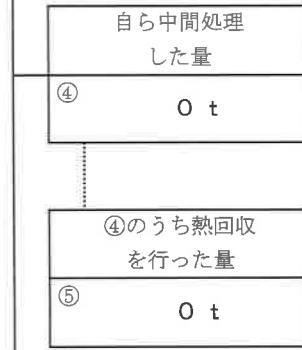 自ら中間処理
した量
④
0 t
④のうち熱回収
を行った量
⑤
0 t